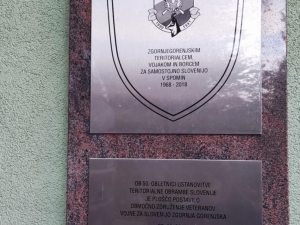 ZGORNJEGORENJSKIM
TERITORIALCEM,
VOJAKOM IN BORCEM
ZA SAMOSTOJNO SLOVENIJO
V SPOMIN
1968 - 2018
OB 50. OBLETNICI USTANOVITVE
TERITORIALNE OBRAMBE SLOVENIJE
JE PLOŠČO POSTAVILO
OBMOČNO ZDRUŽENJE VETERANOV
VOJNE ZA SLOVENIJO ZGORNJA GORENJSKA